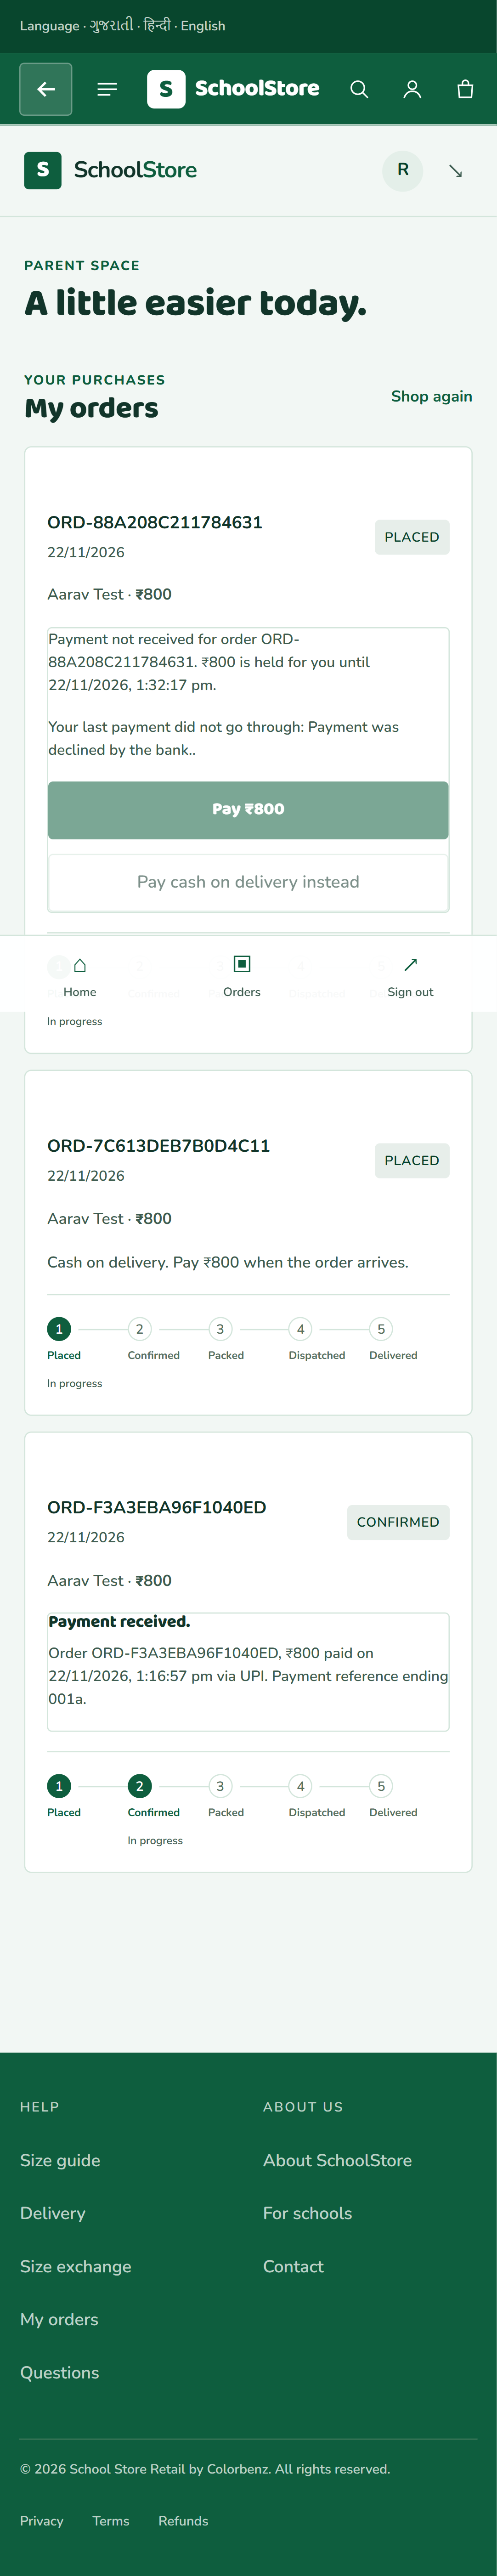 Language · ગુજરાતી · हिन्दी · English
S SchoolStore
S SchoolStore
R
PARENT SPACE
A little easier today.
YOUR PURCHASES
My orders
Shop again
ORD-88A208C211784631
22/11/2026
PLACED
Aarav Test · ₹800
Payment not received for order ORD-
88A208C211784631. ₹800 is held for you until
22/11/2026, 1:32:17 pm.
Your last payment did not go through: Payment was
declined by the bank..
Pay ₹800
Pay cash on delivery instead
Home
Orders
Sign out
In progress
ORD-7C613DEB7B0D4C11
22/11/2026
PLACED
Aarav Test · ₹800
Cash on delivery. Pay ₹800 when the order arrives.
1 2 3 4 5
Placed Confirmed Packed Dispatched Delivered
In progress
ORD-F3A3EBA96F1040ED
22/11/2026
CONFIRMED
Aarav Test · ₹800
Payment received.
Order ORD-F3A3EBA96F1040ED, ₹800 paid on
22/11/2026, 1:16:57 pm via UPI. Payment reference ending
001a.
1 2 3 4 5
Placed Confirmed Packed Dispatched Delivered
In progress
HELP
Size guide
Delivery
Size exchange
My orders
Questions
ABOUT US
About SchoolStore
For schools
Contact
© 2026 School Store Retail by Colorbenz. All rights reserved.
Privacy Terms Refunds